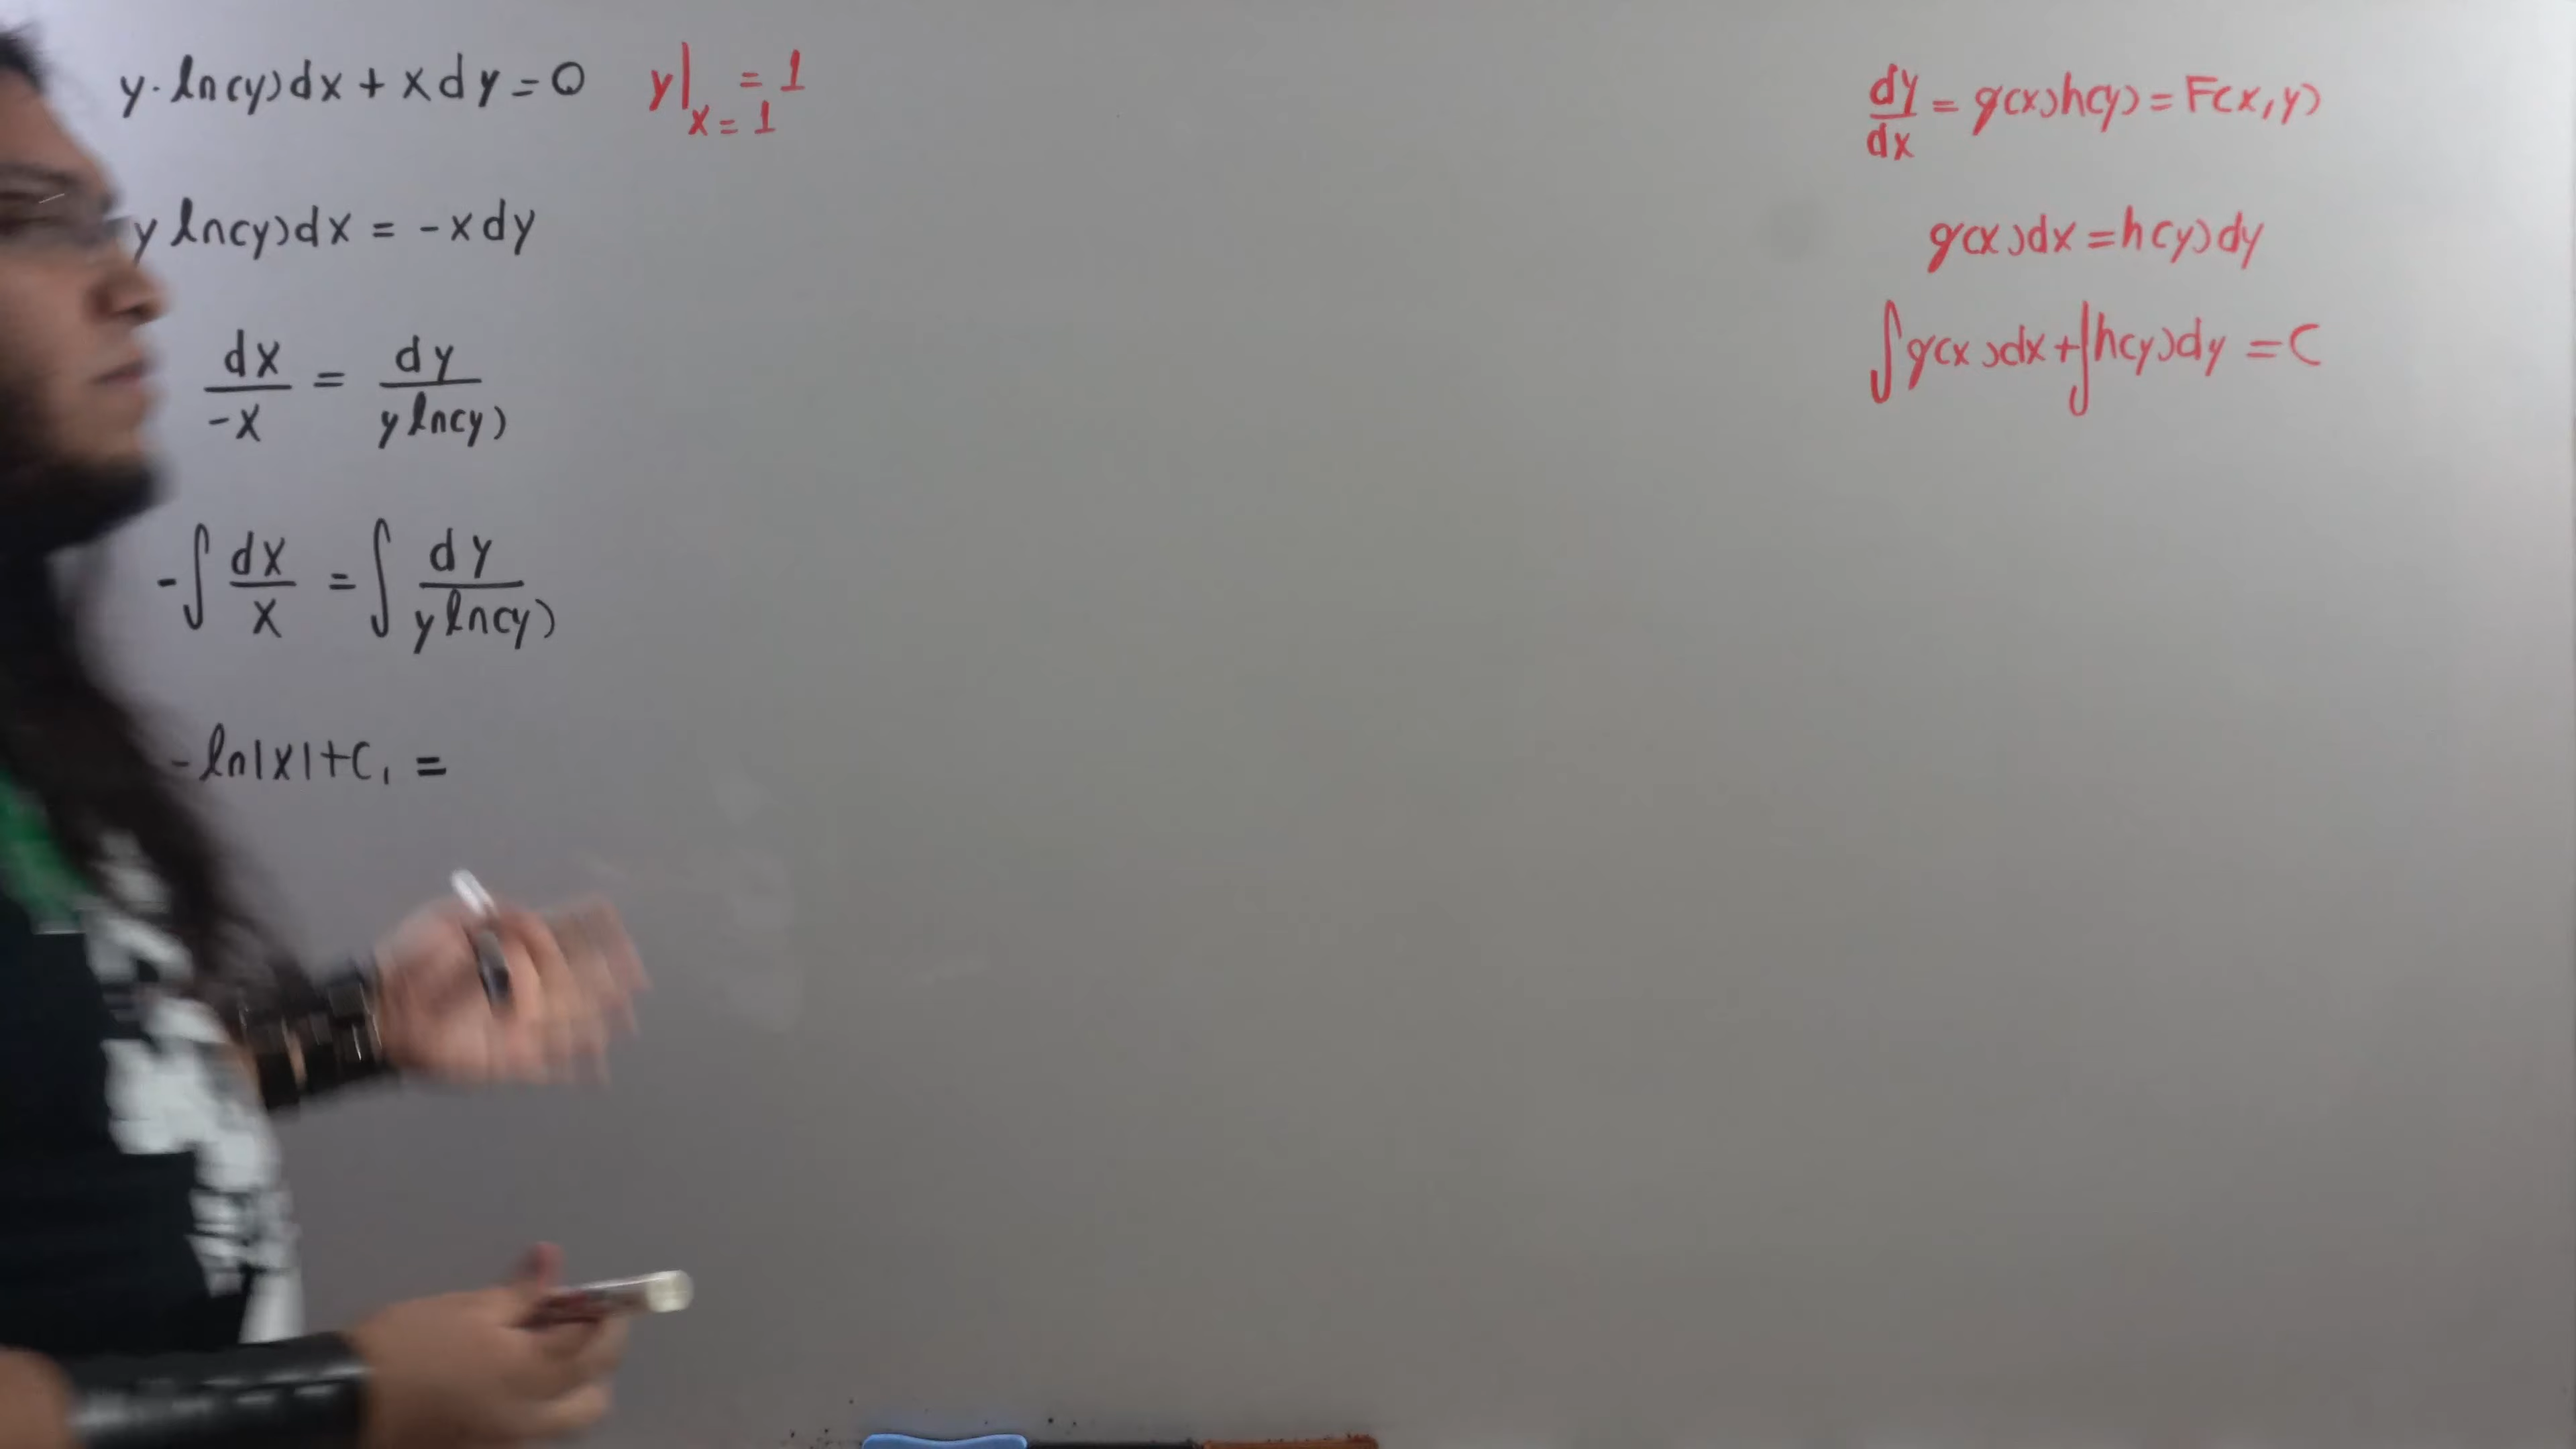 y·ln(y)dx + xdy = 0 y|x=1 = 1
y ln(y)dx = -xdy
dx/-x = dy/y ln(y)
-∫ dx/x = ∫ dy/y ln(y)
-ln|x|+C₁ =
dy/dx = g(x)h(y) = F(x,y)
g(x)dx = h(y)dy
∫g(x)dx + ∫h(y)dy = C